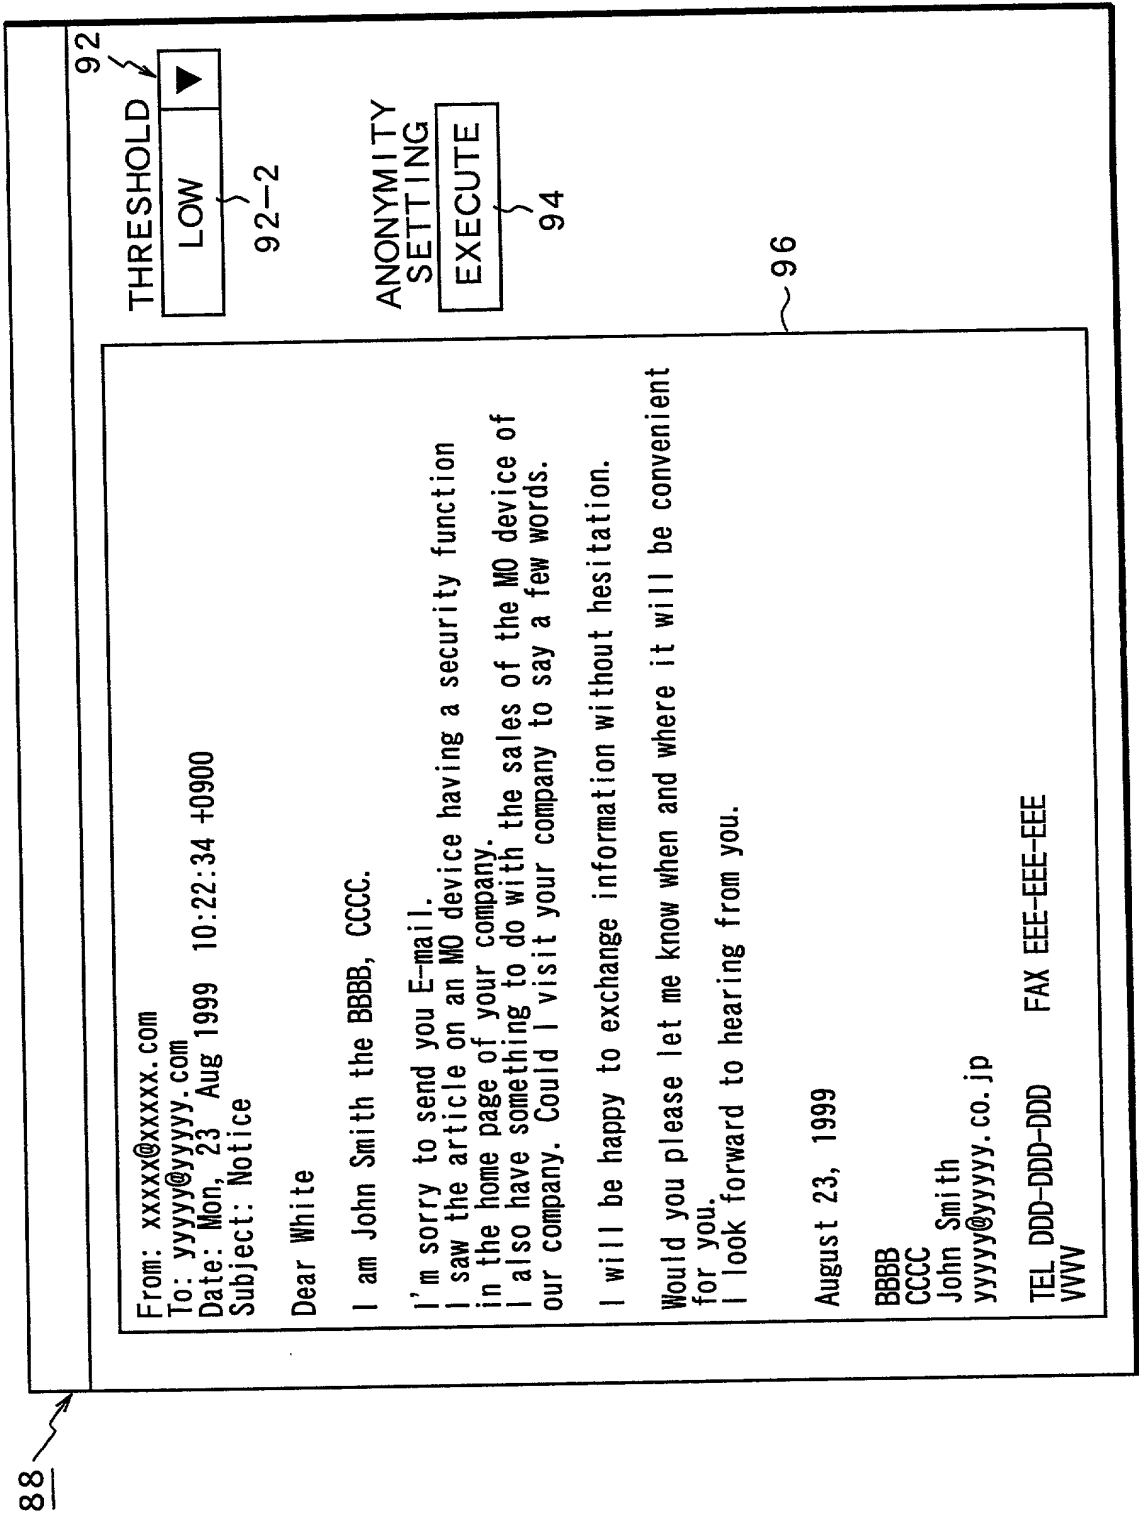 88
From: xxxxx@xxxxx.com
To: yyyyy@yyyyy.com
Date: Mon, 23 Aug 1999 10:22:34 +0900
Subject: Notice
Dear White
I am John Smith the BBBB, CCCC.
I'm sorry to send you E-mail.
I saw the article on an MO device having a security function
in the home page of your company.
I also have something to do with the sales of the MO device of
our company. Could I visit your company to say a few words.
I will be happy to exchange information without hesitation.
Would you please let me know when and where it will be convenient
for you.
I look forward to hearing from you.
August 23, 1999
BBBB
CCCC
John Smith
yyyyy@yyyyy.co.jp
TEL DDD-DDD-DDD FAX EEE-EEE-EEE
VVVV
96
92
THRESHOLD
LOW ▼
92-2
ANONYMITY
SETTING
EXECUTE
94